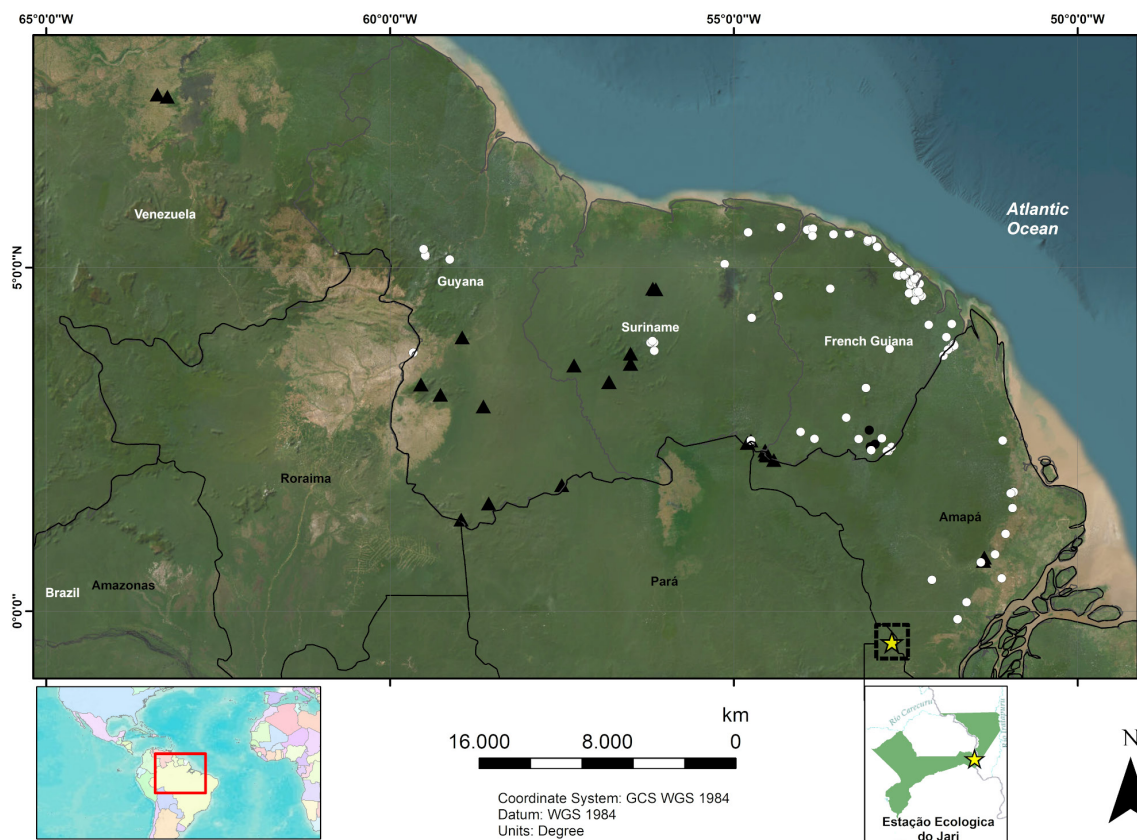 65°0'0"W
60°0'0"W
55°0'0"W
50°0'0"W
Venezuela
Atlantic
Ocean
5°0'0"N
Guyana
Suriname
French Guiana
Roraima
Amapá
Brazil
Amazonas
Pará
0°0'0"
km
16.000
8.000
0
Coordinate System: GCS WGS 1984
Datum: WGS 1984
Units: Degree
Rio Carecuru
Estação Ecologica
do Jari
N